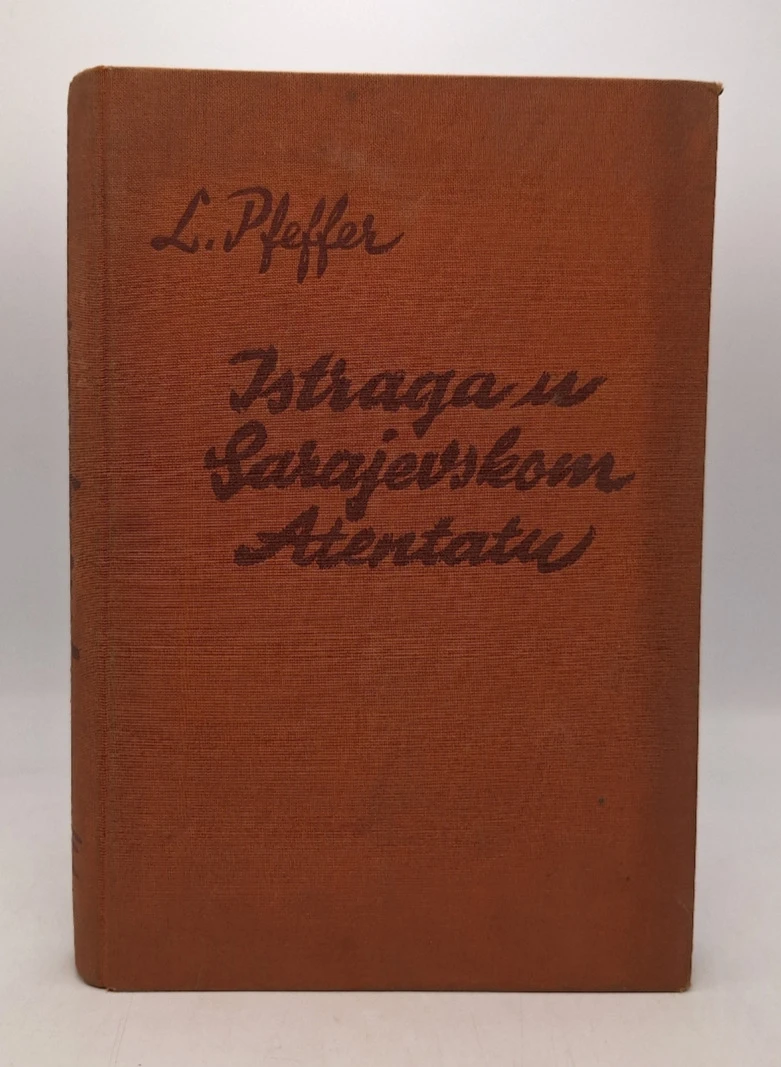 L. Pfeffer
Istraga u
Sarajevskom
Atentatu